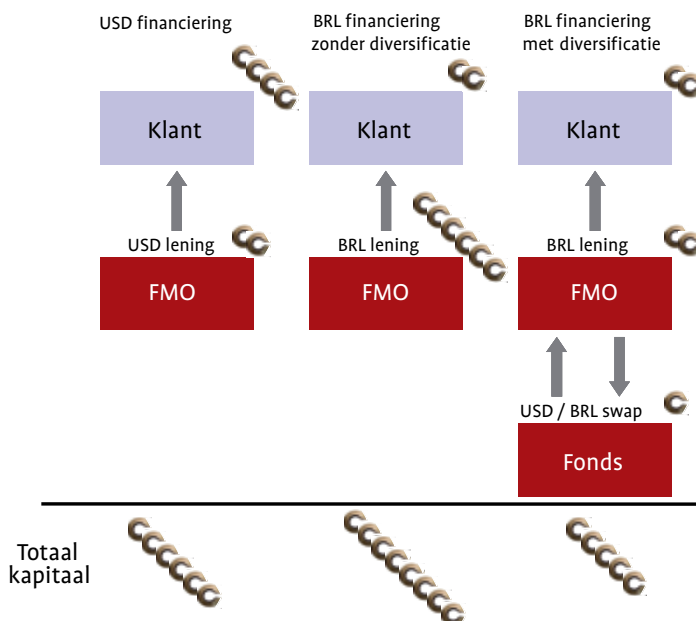 USD financiering
BRL financiering
zonder diversificatie
BRL financiering
met diversificatie
Klant
Klant
Klant
USD lening
BRL lening
BRL lening
FMO
FMO
FMO
USD / BRL swap
Fonds
Totaal
kapitaal